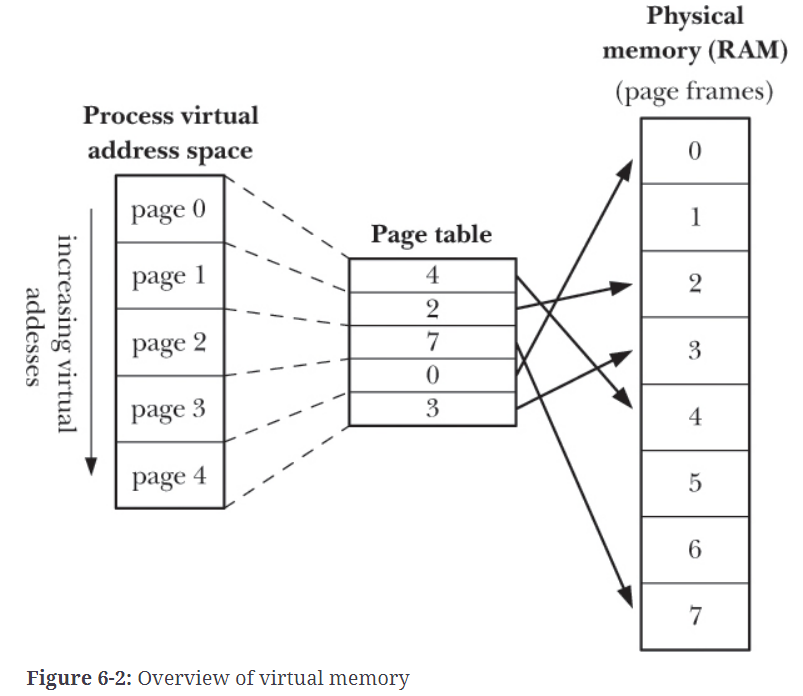 Physical
memory (RAM)
(page frames)
Process virtual
address space
page 0
page 1
page 2
page 3
page 4
increasing virtual
addesses
Page table
4
2
7
0
3
0
1
2
3
4
5
6
7
Figure 6-2: Overview of virtual memory